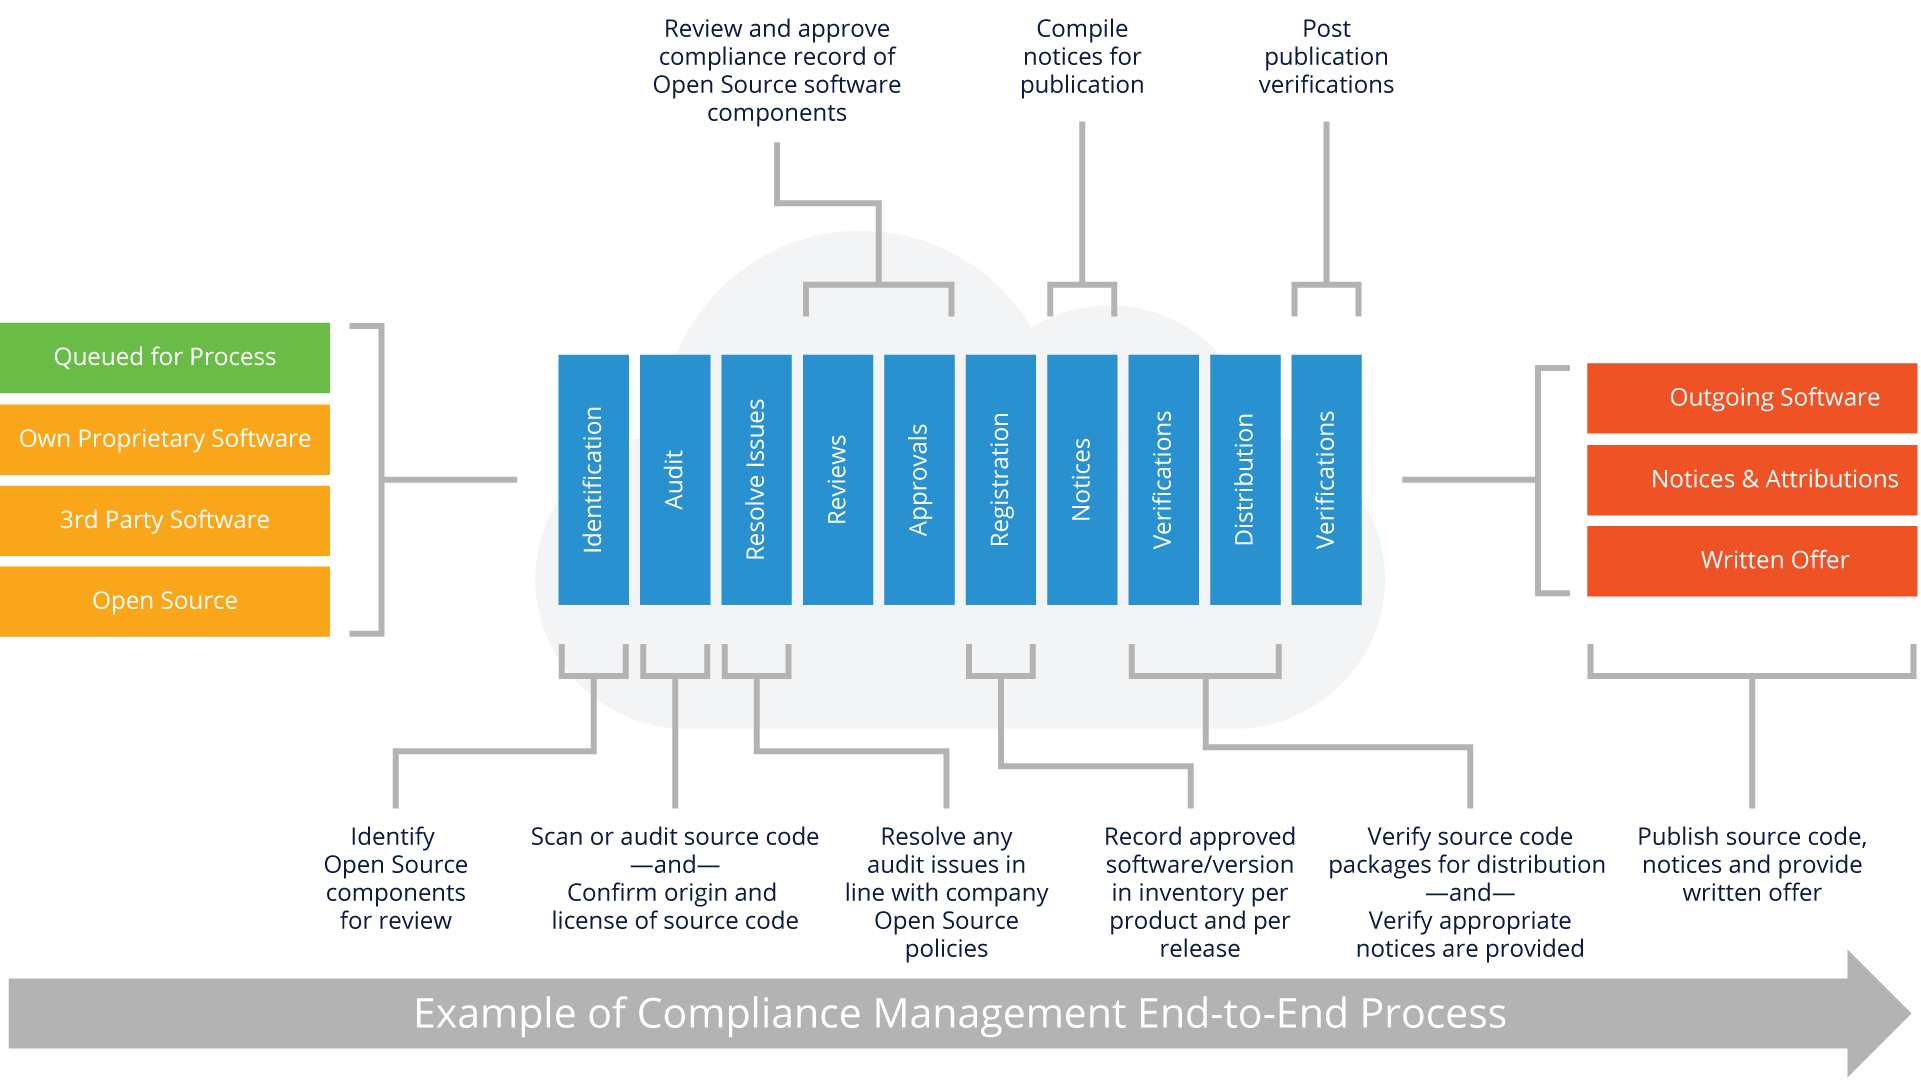 Review and approve
compliance record of
Open Source software
components
Compile
notices for
publication
Post
publication
verifications
Queued for Process
Own Proprietary Software
3rd Party Software
Open Source
Identification
Audit
Resolve Issues
Reviews
Approvals
Registration
Notices
Verifications
Distribution
Verifications
Outgoing Software
Notices & Attributions
Written Offer
Identify
Open Source
components
for review
Scan or audit source code
—and—
Confirm origin and
license of source code
Resolve any
audit issues in
line with company
Open Source
policies
Record approved
software/version
in inventory per
product and per
release
Verify source code
packages for distribution
—and—
Verify appropriate
notices are provided
Publish source code,
notices and provide
written offer
Example of Compliance Management End-to-End Process